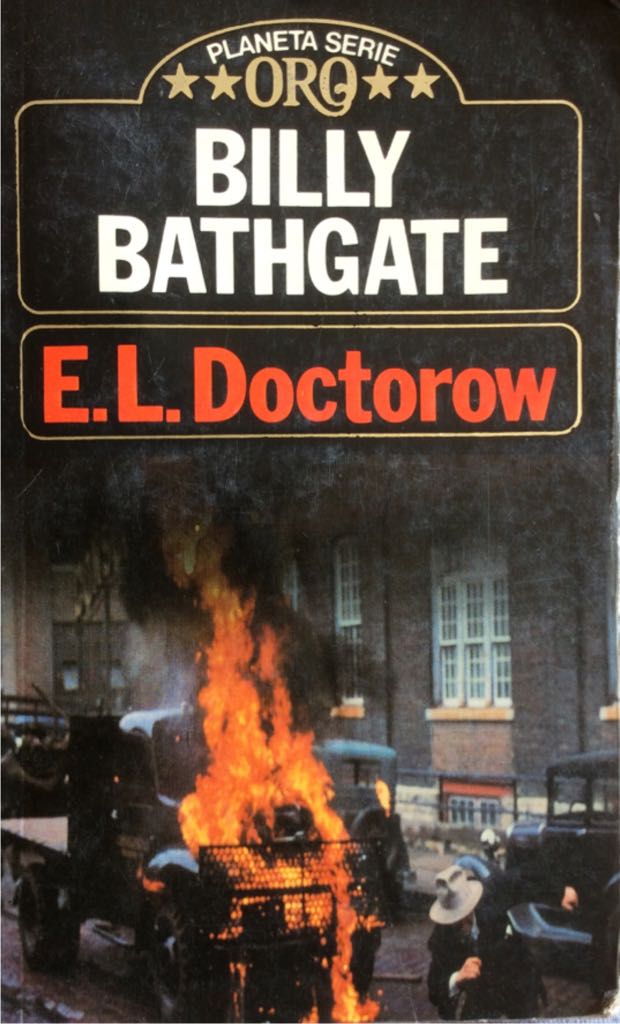 PLANETA SERIE
ORO
BILLY
BATHGATE
E.L. Doctorow